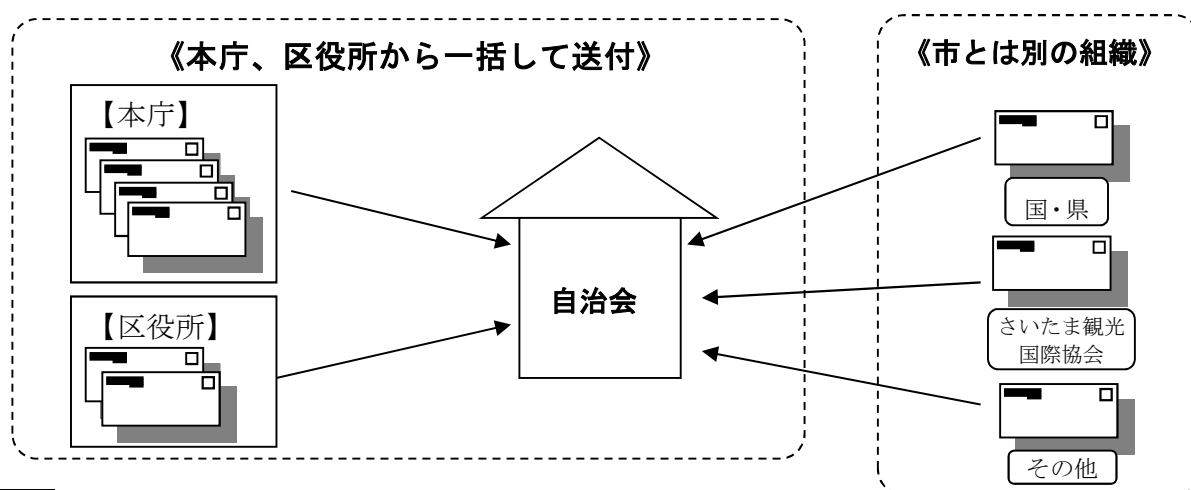 《本庁、区役所から一括して送付》
《市とは別の組織》
【本庁】
【区役所】
自治会
国・県
さいたま観光
国際協会
その他